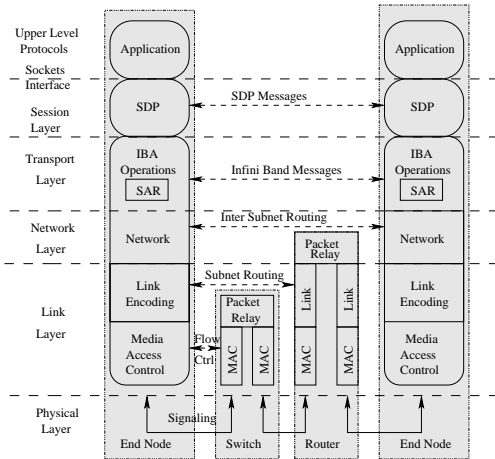 Upper Level
Protocols
Sockets
Interface
Session
Layer
Transport
Layer
Network
Layer
Link
Layer
Physical
Layer
Application
SDP
IBA
Operations
SAR
Network
Link
Encoding
Media
Access
Control
End Node
SDP Messages
Infini Band Messages
Inter Subnet Routing
Subnet Routing
Flow
Ctrl
Signaling
Packet
Relay
MAC
MAC
Switch
Packet
Relay
Link
Link
MAC
MAC
Router
Application
SDP
IBA
Operations
SAR
Network
Link
Encoding
Media
Access
Control
End Node